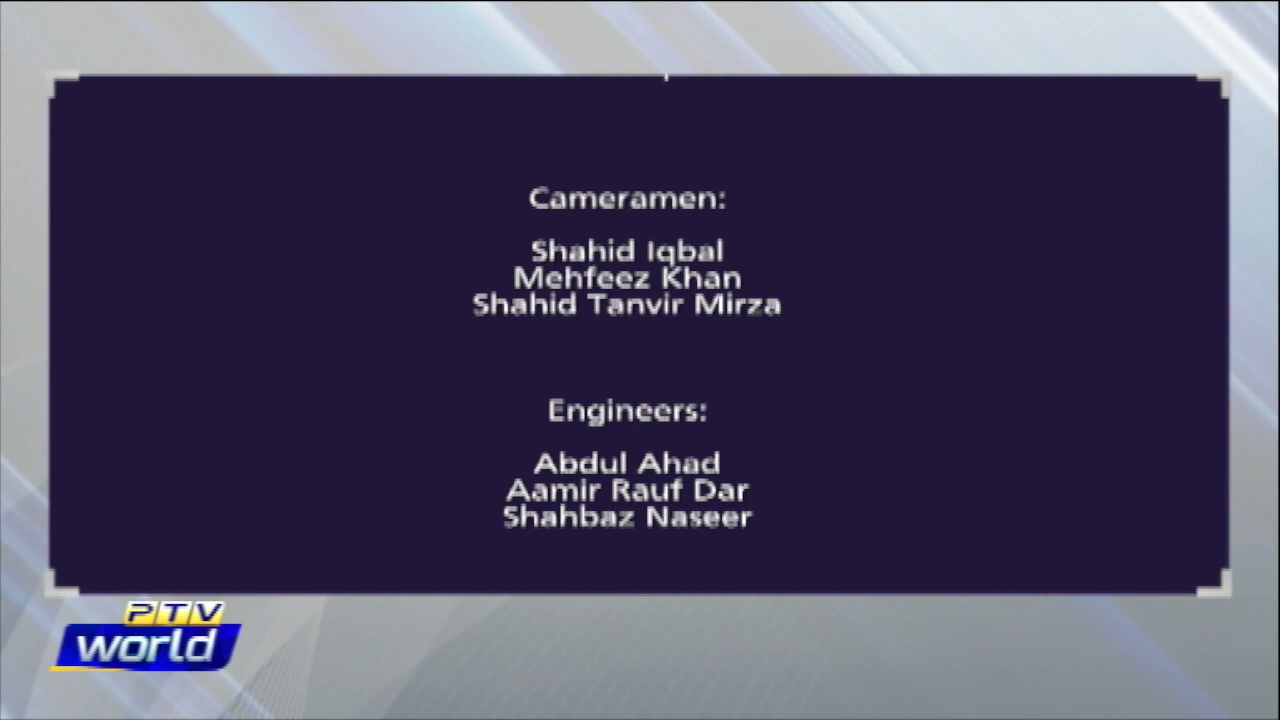 Cameramen:
Shahid Iqbal
Mehfeez Khan
Shahid Tanvir Mirza
Engineers:
Abdul Ahad
Aamir Rauf Dar
Shahbaz Naseer
PTV
world